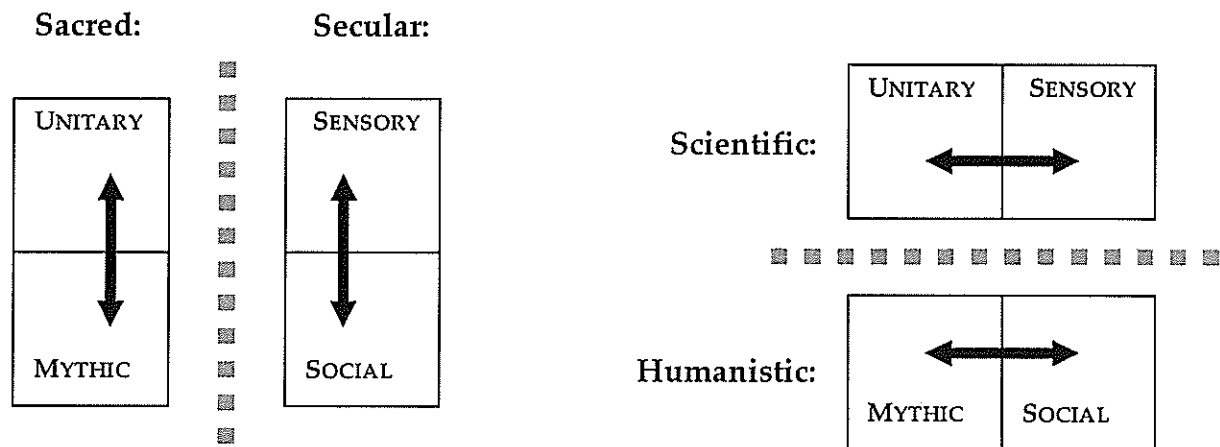 Sacred:
Secular:
UNITARY
SENSORY
MYTHIC
SOCIAL
Scientific:
UNITARY
SENSORY
Humanistic:
MYTHIC
SOCIAL